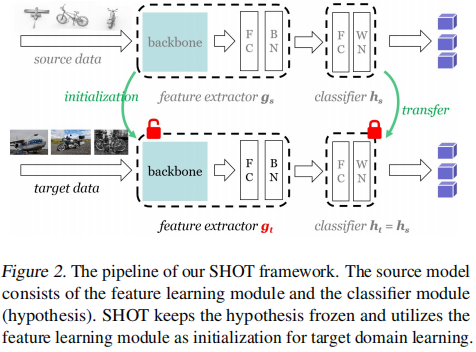 source data
backbone
F
C
B
N
F
C
W
N
initialization
feature extractor gs
classifier hs
transfer
target data
backbone
F
C
B
N
F
C
W
N
feature extractor gt
classifier ht = hs
Figure 2. The pipeline of our SHOT framework. The source model
consists of the feature learning module and the classifier module
(hypothesis). SHOT keeps the hypothesis frozen and utilizes the
feature learning module as initialization for target domain learning.